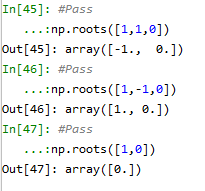 In[45]: #Pass
...:np.roots([1,1,0])
Out[45]: array([-1.,  0.])
In[46]: #Pass
...:np.roots([1,-1,0])
Out[46]: array([1., 0.])
In[47]: #Pass
...:np.roots([1,0])
Out[47]: array([0.])